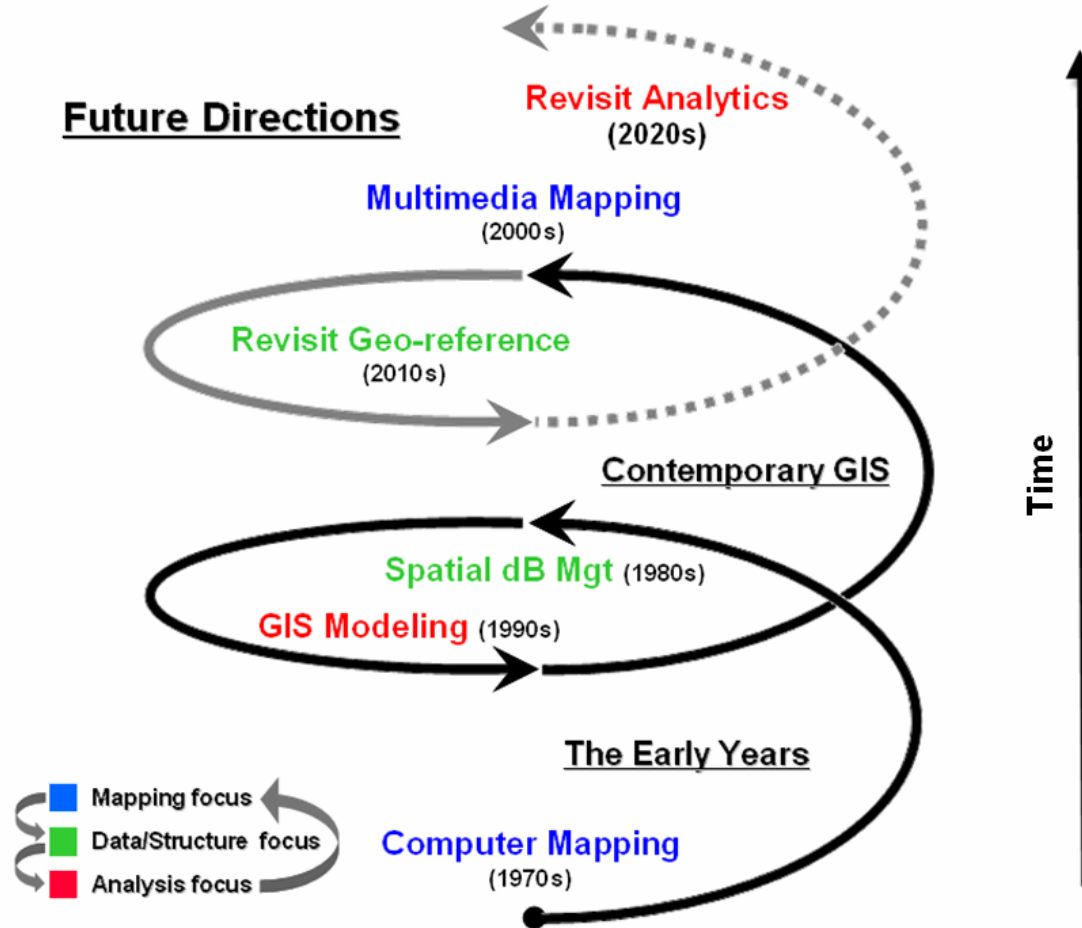 Revisit Analytics
(2020s)
Future Directions
Multimedia Mapping
(2000s)
Revisit Geo-reference
(2010s)
Contemporary GIS
Time
Spatial dB Mgt (1980s)
GIS Modeling (1990s)
The Early Years
Mapping focus
Data/Structure focus
Analysis focus
Computer Mapping
(1970s)